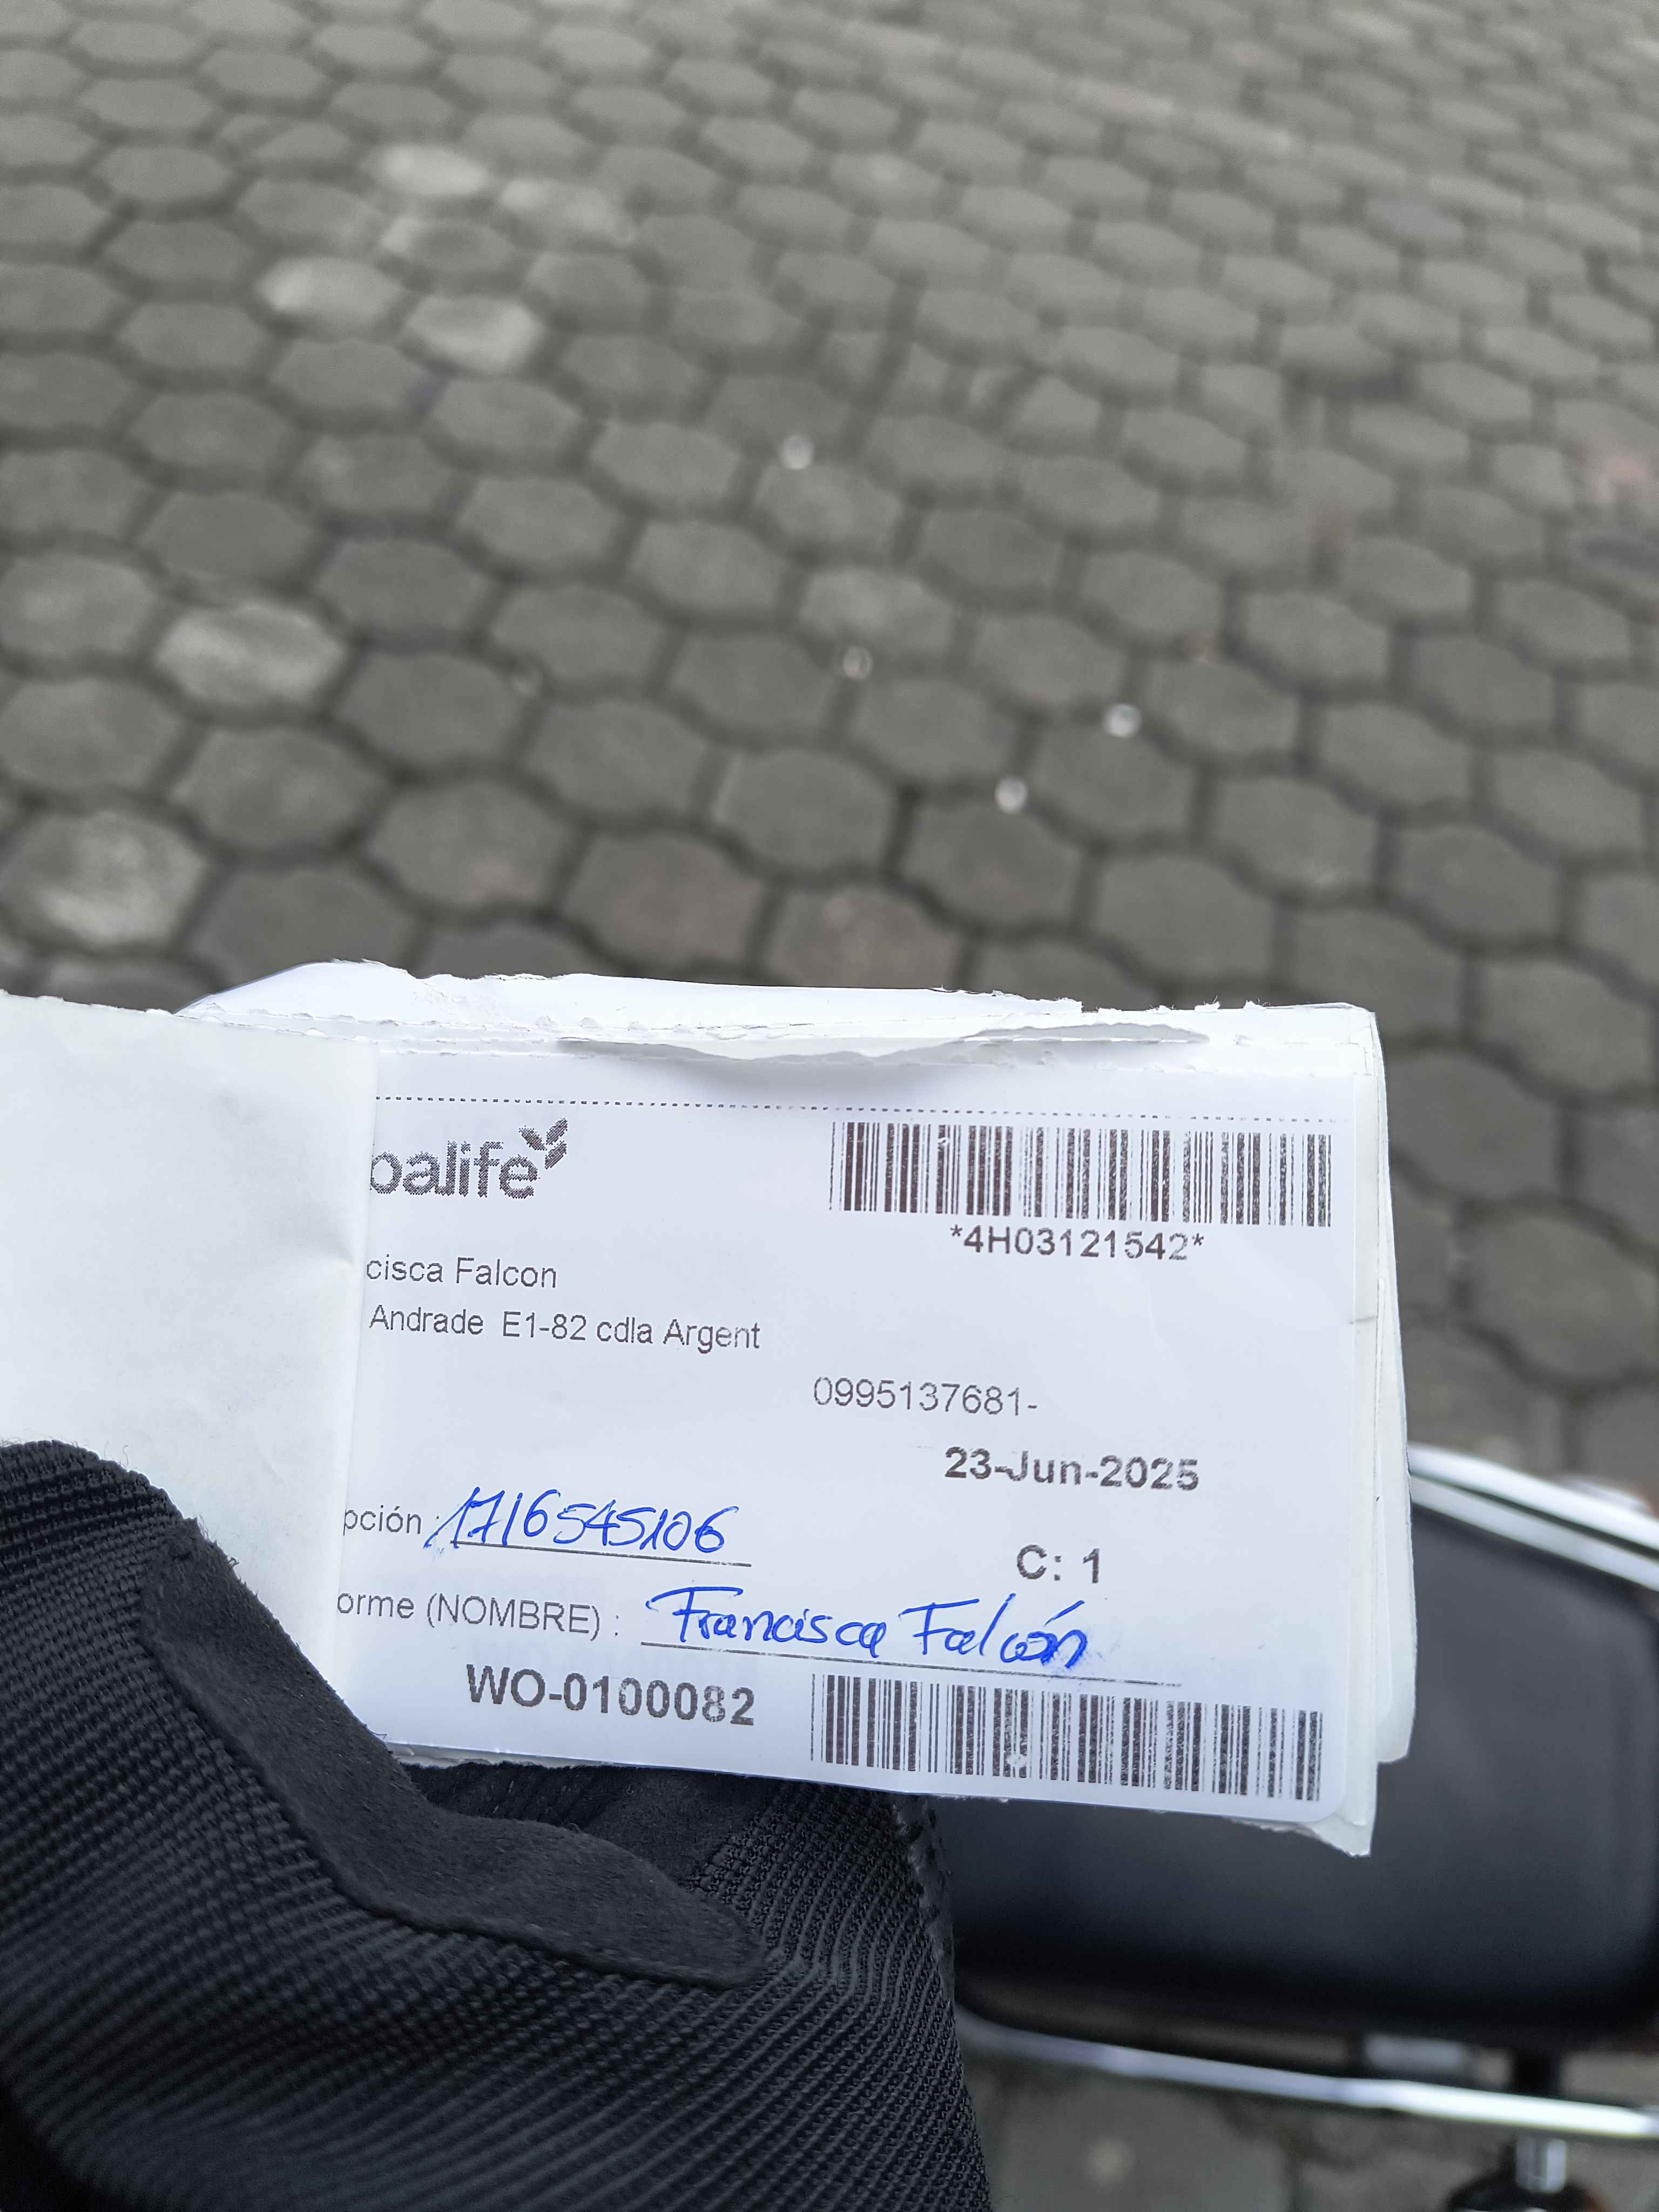 balife
*4H03121542*
cisca Falcon
Andrade E1-82 cdla Argent
0995137681-
23-Jun-2025
pción : 1716545106
C: 1
orme (NOMBRE) : Francisca Falcón
WO-0100082